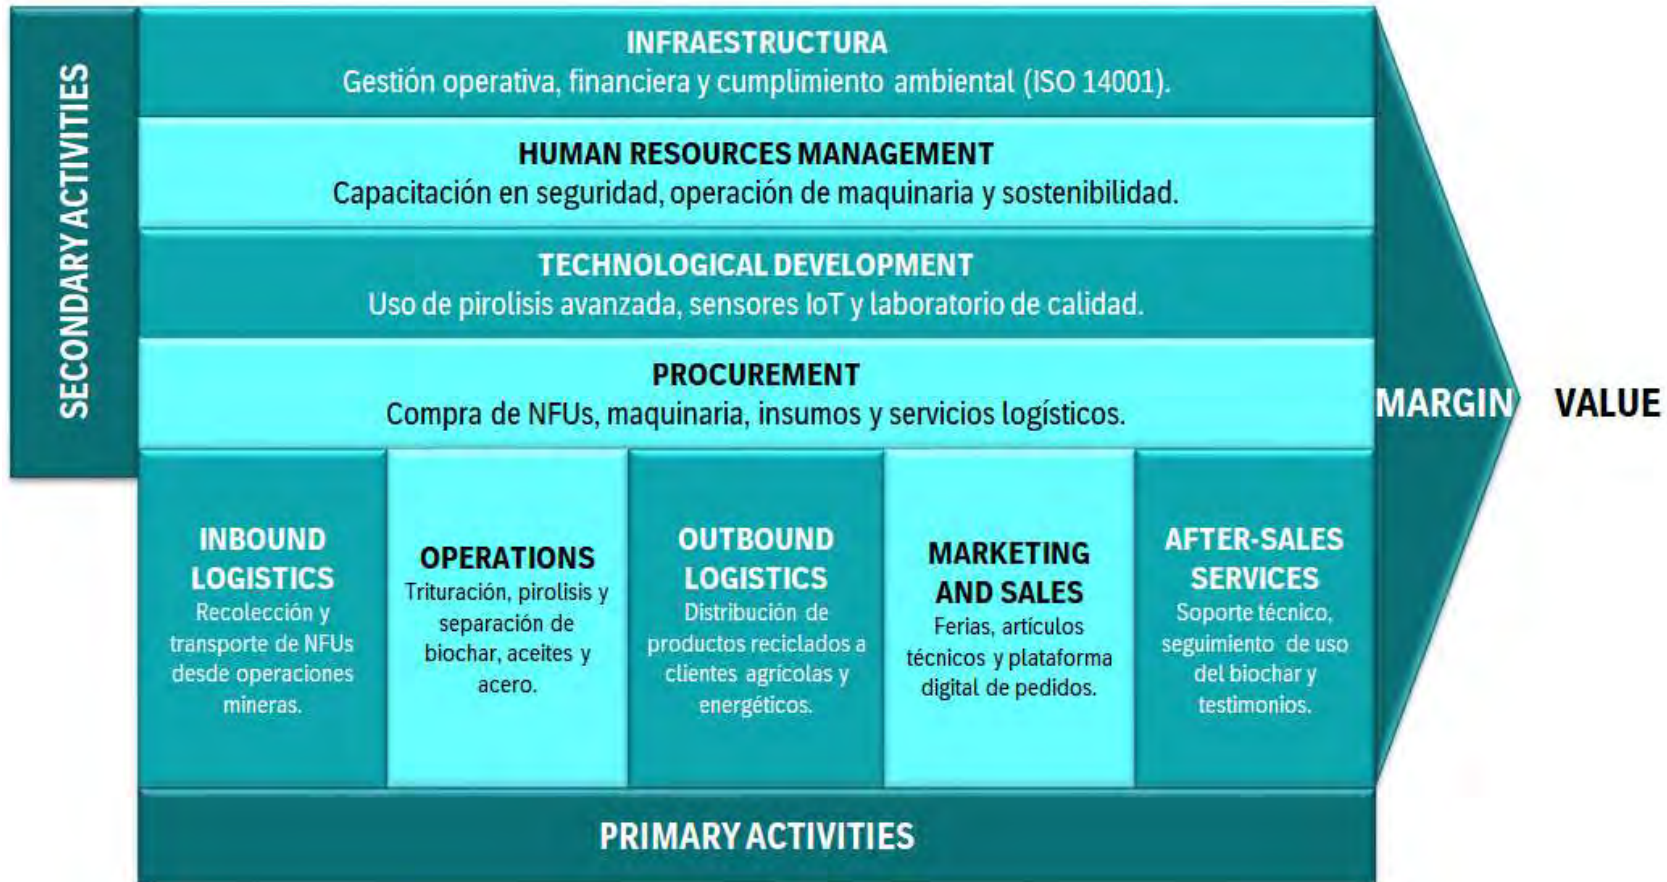 SECONDARY ACTIVITIES
INFRAESTRUCTURA
Gestión operativa, financiera y cumplimiento ambiental (ISO 14001).
HUMAN RESOURCES MANAGEMENT
Capacitación en seguridad, operación de maquinaria y sostenibilidad.
TECHNOLOGICAL DEVELOPMENT
Uso de pirolisis avanzada, sensores IoT y laboratorio de calidad.
PROCUREMENT
Compra de NFUs, maquinaria, insumos y servicios logísticos.
INBOUND
LOGISTICS
Recolección y
transporte de NFUs
desde operaciones
mineras.
OPERATIONS
Trituración, pirolisis y
separación de
biochar, aceites y
acero.
OUTBOUND
LOGISTICS
Distribución de
productos reciclados a
clientes agrícolas y
energéticos.
MARKETING
AND SALES
Ferias, artículos
técnicos y plataforma
digital de pedidos.
AFTER-SALES
SERVICES
Soporte técnico,
seguimiento de uso
del biochar y
testimonios.
MARGIN
VALUE
PRIMARY ACTIVITIES